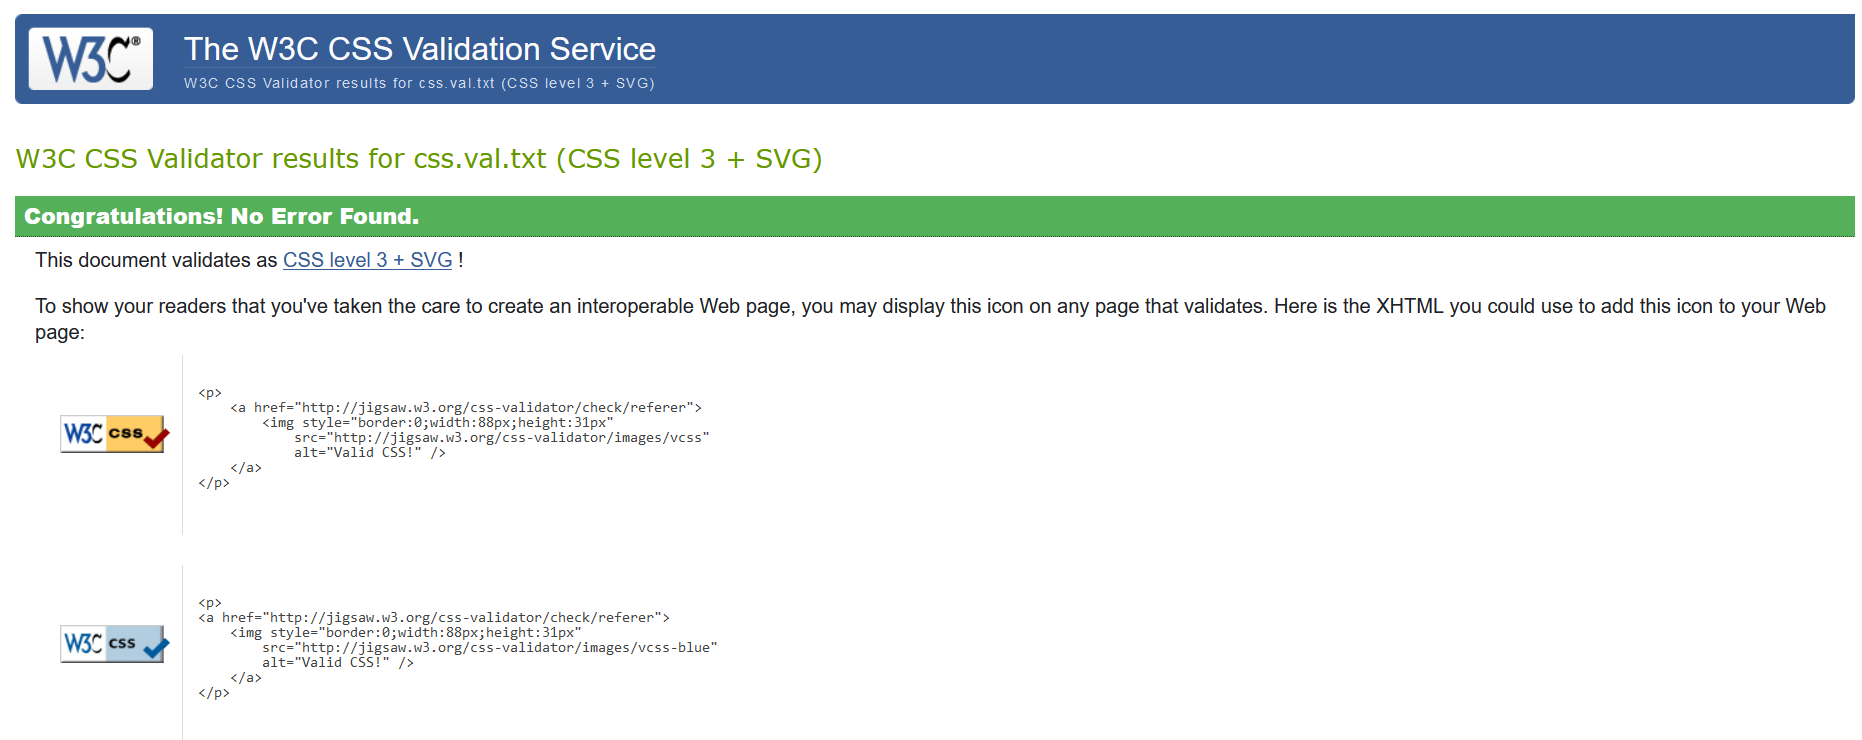 W3C®
The W3C CSS Validation Service
W3C CSS Validator results for css.val.txt (CSS level 3 + SVG)
W3C CSS Validator results for css.val.txt (CSS level 3 + SVG)
Congratulations! No Error Found.
This document validates as CSS level 3 + SVG !
To show your readers that you've taken the care to create an interoperable Web page, you may display this icon on any page that validates. Here is the XHTML you could use to add this icon to your Web
page:
W3C css
<p>
    <a href="http://jigsaw.w3.org/css-validator/check/referer">
        <img style="border:0;width:88px;height:31px"
            src="http://jigsaw.w3.org/css-validator/images/vcss"
            alt="Valid CSS!" />
    </a>
</p>
W3C css
<p>
<a href="http://jigsaw.w3.org/css-validator/check/referer">
    <img style="border:0;width:88px;height:31px"
        src="http://jigsaw.w3.org/css-validator/images/vcss-blue"
        alt="Valid CSS!" />
    </a>
</p>